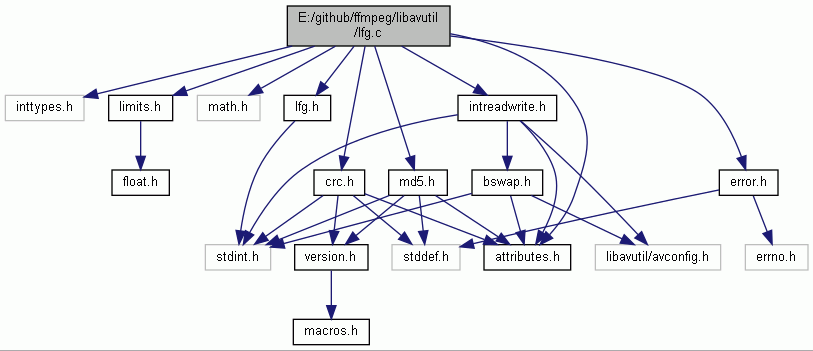 E:/github/ffmpeg/libavutil
/lfg.c
inttypes.h
limits.h
math.h
lfg.h
intreadwrite.h
float.h
crc.h
md5.h
bswap.h
error.h
stdint.h
version.h
stddef.h
attributes.h
libavutil/avconfig.h
errno.h
macros.h